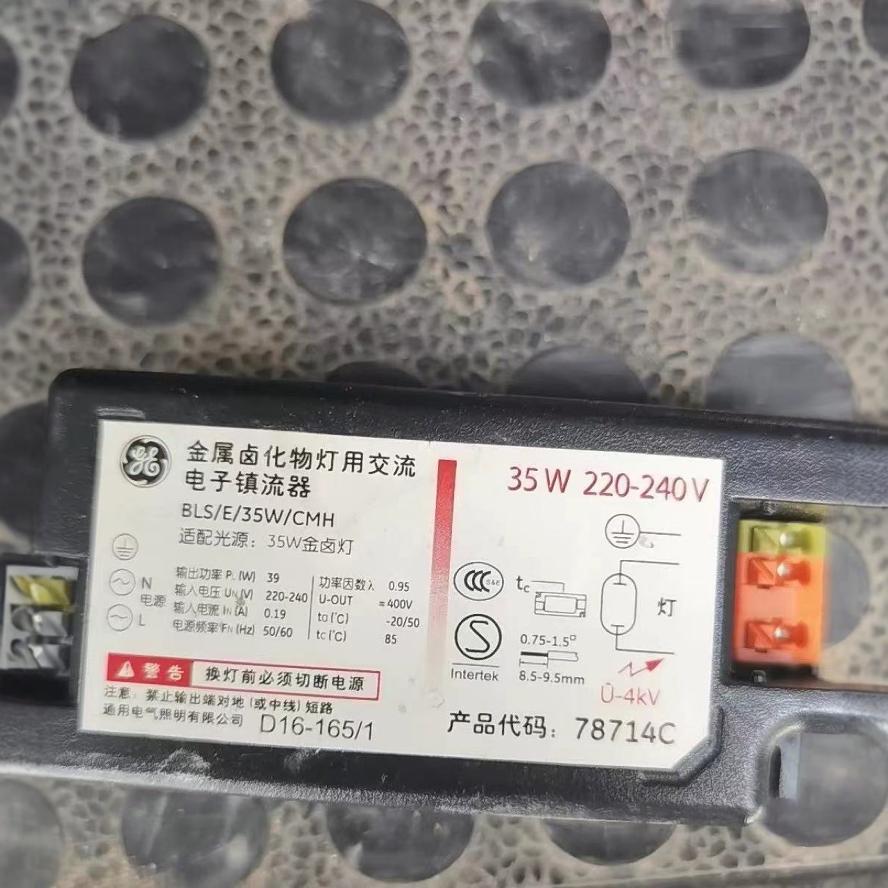 GE
金属卤化物灯用交流
电子镇流器
BLS/E/35W/CMH
适配光源：35W金卤灯
N
电源
L
输出功率 P (W) 39
输入电压 UN(V) 220-240
输入电流 IN(A) 0.19
电源频率 FN(Hz) 50/60
功率因数λ 0.95
U-OUT =400V
ta(℃) -20/50
tc(℃) 85
警告 换灯前必须切断电源
注意：禁止输出端对地(或中线)短路
通用电气照明有限公司 D16-165/1
35W 220-240V
CCC S&E
tc
灯
S
Intertek
0.75-1.5□
8.5-9.5mm
Û-4kV
产品代码：78714C